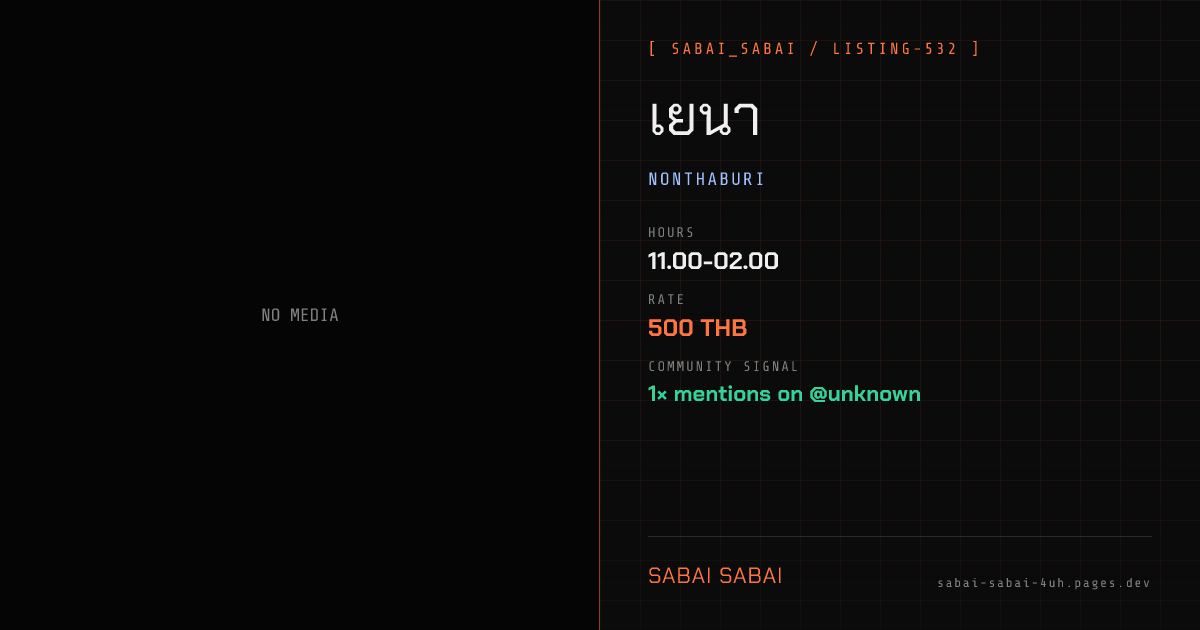 NO MEDIA
[ SABAI_SABAI / LISTING-532 ]
เยนา
NONTHABURI
HOURS
11.00-02.00
RATE
500 THB
COMMUNITY SIGNAL
1× mentions on @unknown
SABAI SABAI
sabai-sabai-4uh.pages.dev